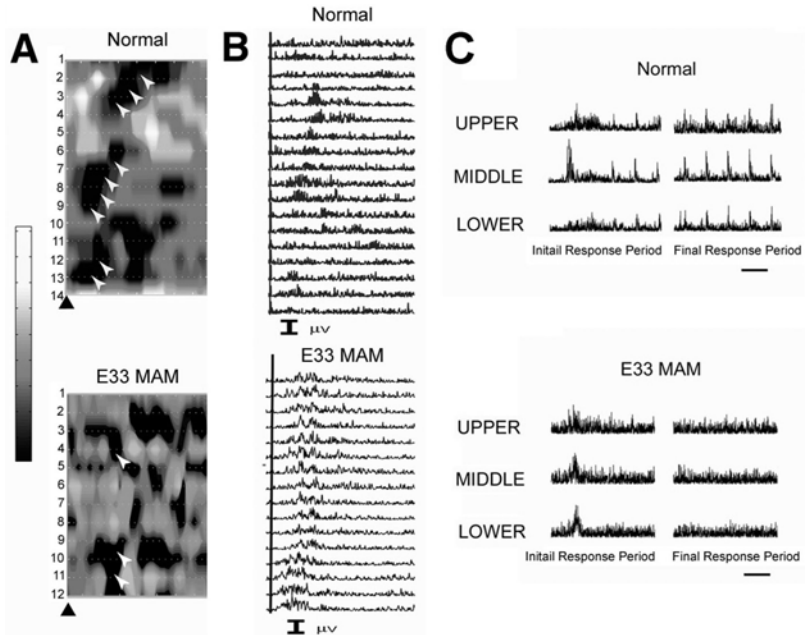 A
Normal
1
2
3
4
5
6
7
8
9
10
11
12
13
14
E33 MAM
1
2
3
4
5
6
7
8
9
10
11
12
B
Normal
μv
E33 MAM
μv
C
Normal
UPPER
MIDDLE
LOWER
Initail Response Period Final Response Period
E33 MAM
UPPER
MIDDLE
LOWER
Initail Response Period Final Response Period